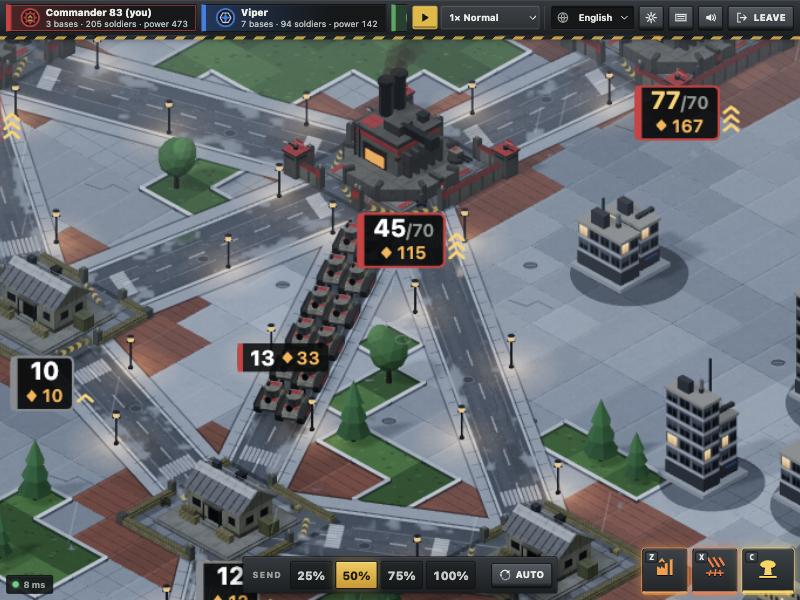 Commander 83 (you)
3 bases · 205 soldiers · power 473
Viper
7 bases · 94 soldiers · power 142
1x Normal
English
LEAVE
77/70
167
45/70
115
13 33
10
10
12
SEND
25%
50%
75%
100%
AUTO
Z
X
C
8 ms